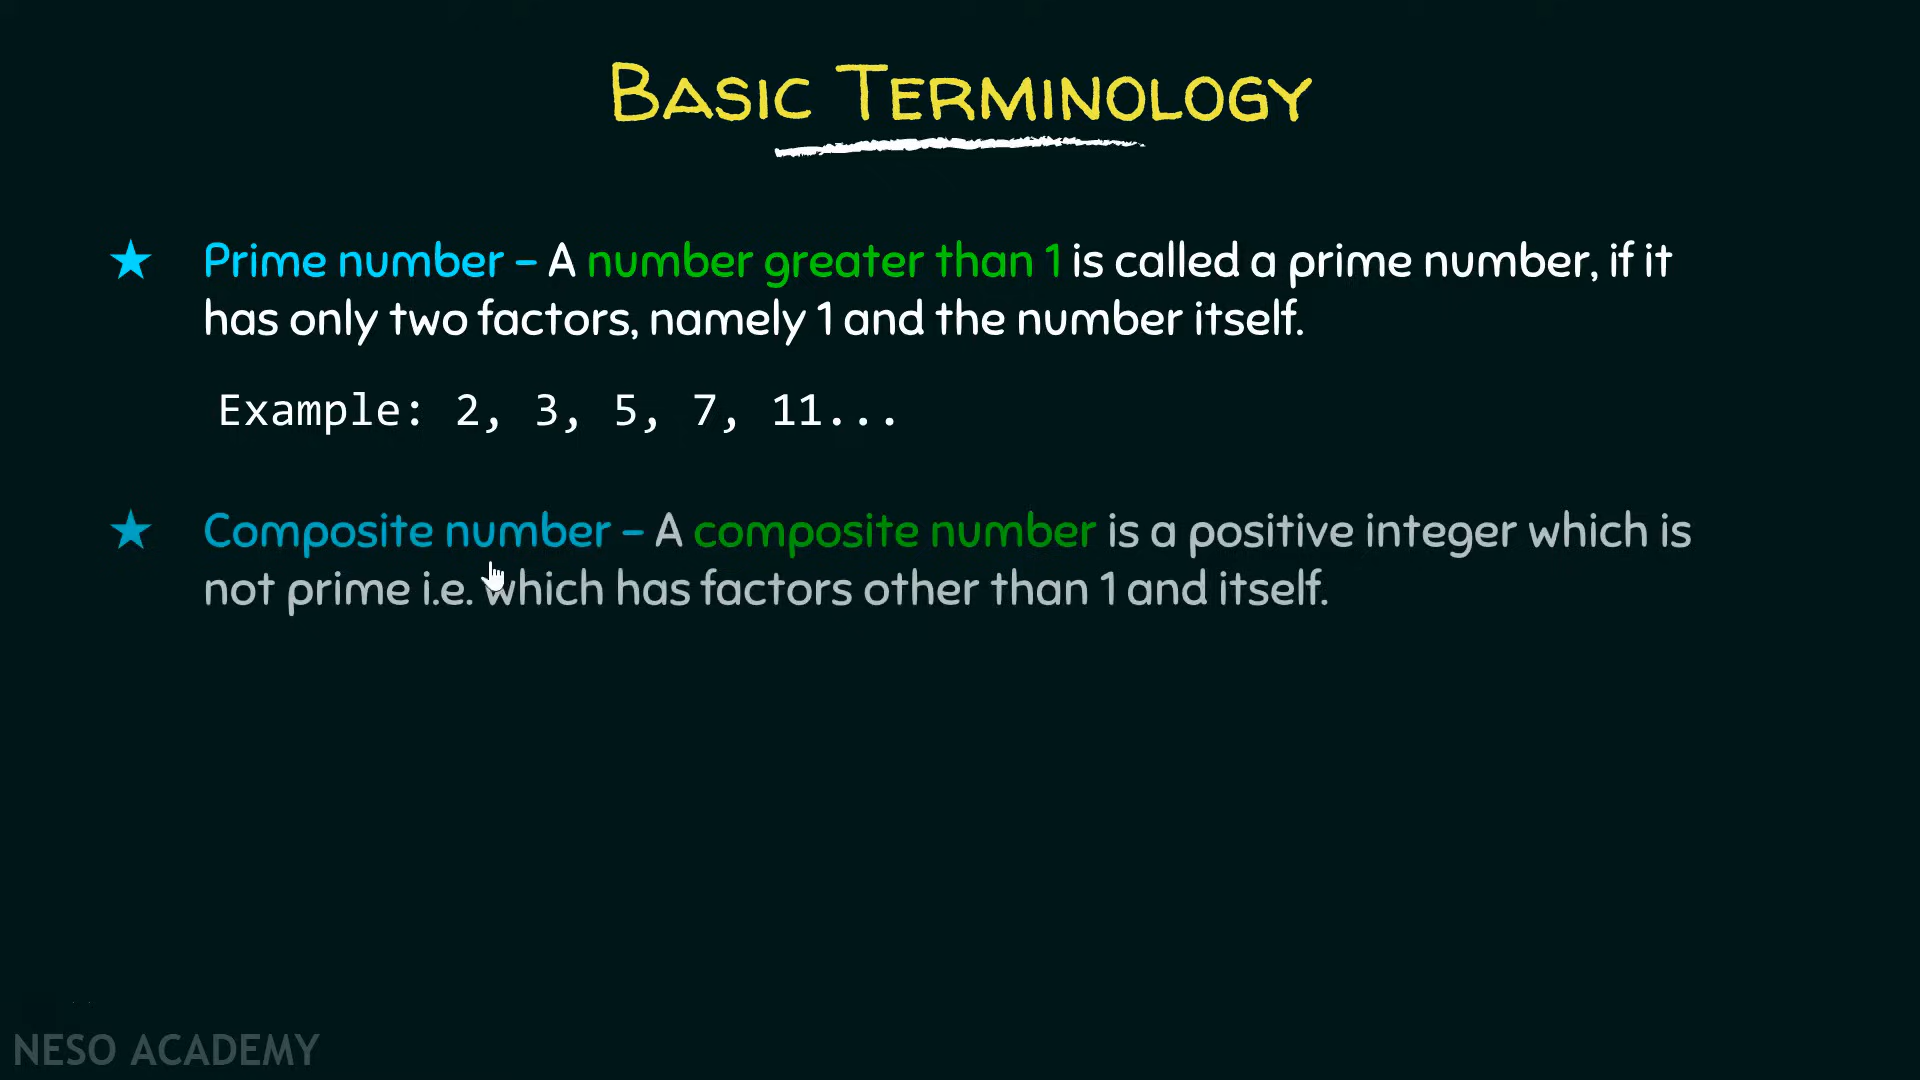 BASIC TERMINOLOGY
★ Prime number – A number greater than 1 is called a prime number, if it
has only two factors, namely 1 and the number itself.
Example: 2, 3, 5, 7, 11...
★ Composite number – A composite number is a positive integer which is
not prime i.e. which has factors other than 1 and itself.
NESO ACADEMY